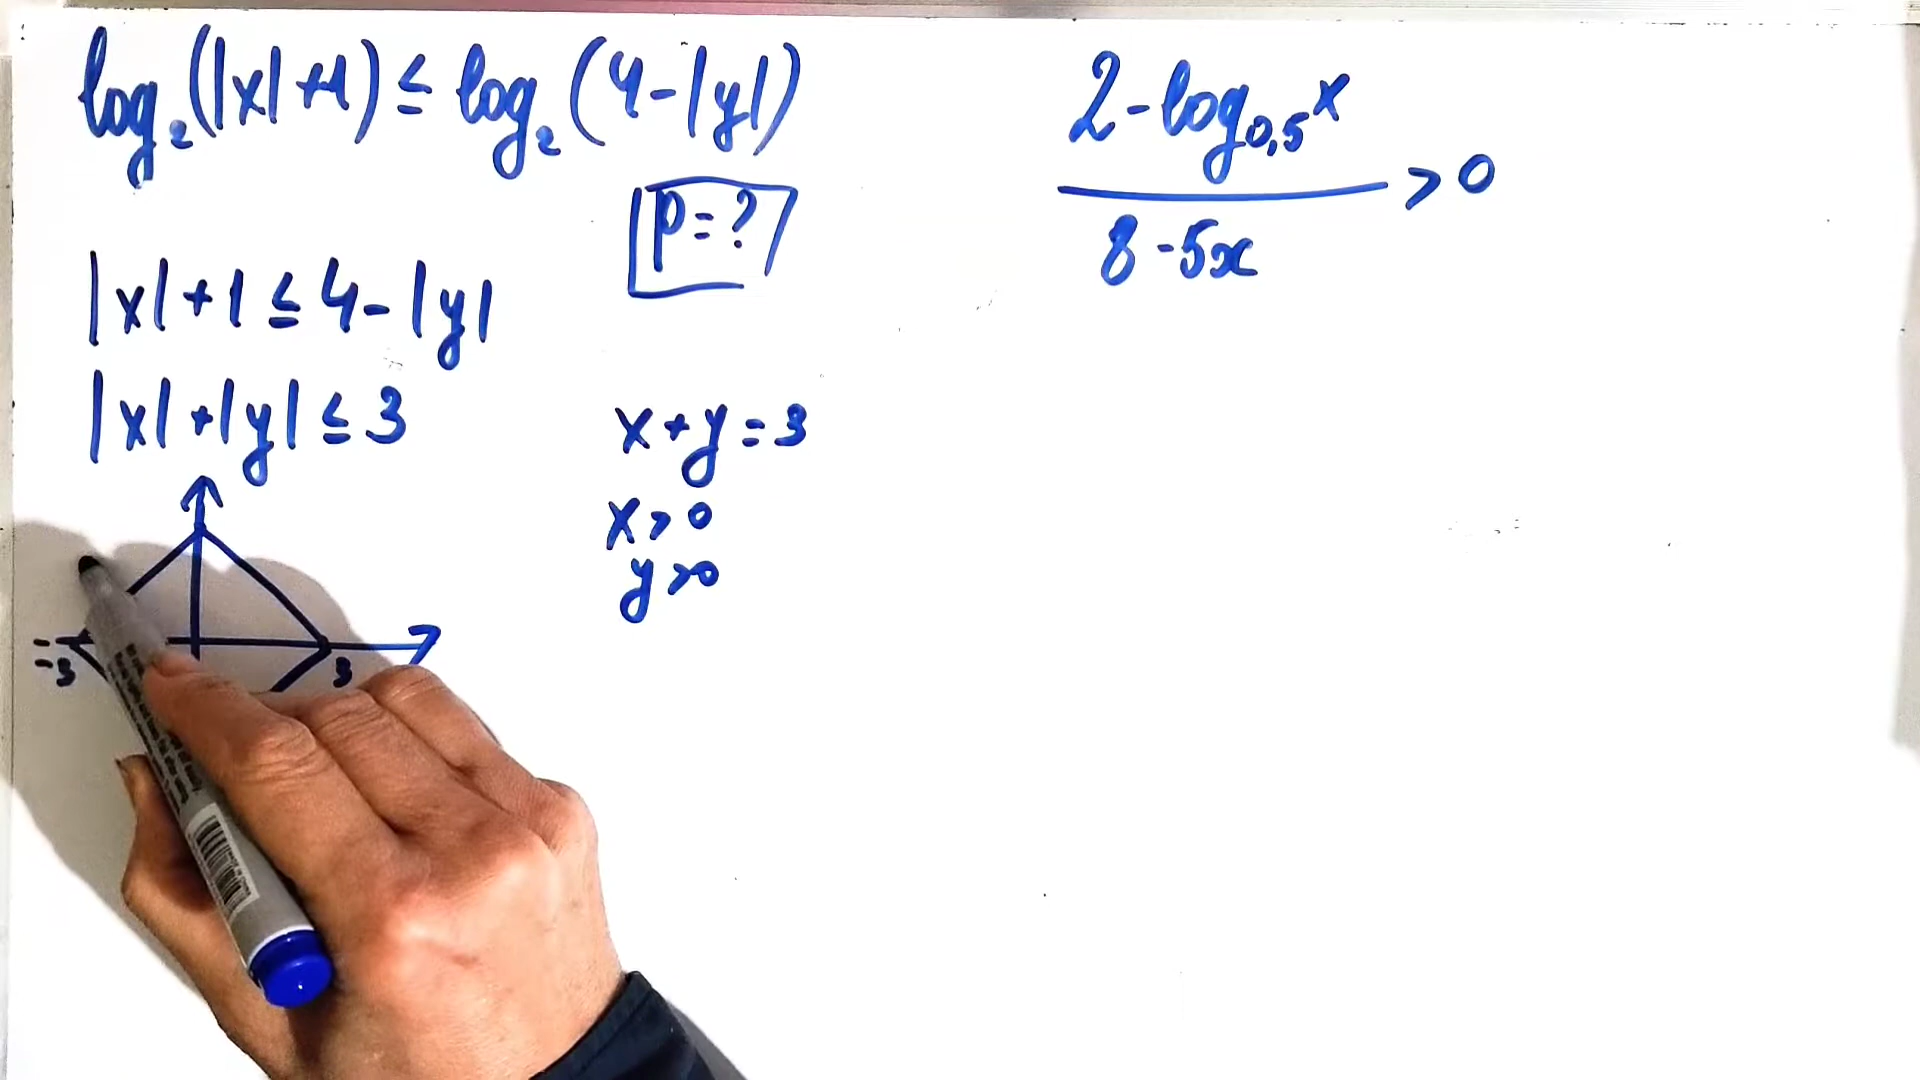 log₂(|x|+1) ≤ log₂(4-|y|)
P=?
|x|+1 ≤ 4-|y|
|x|+|y| ≤ 3
x+y=3
x>0
y>0
-3
3
2-log₀,₅x
8-5x
>0